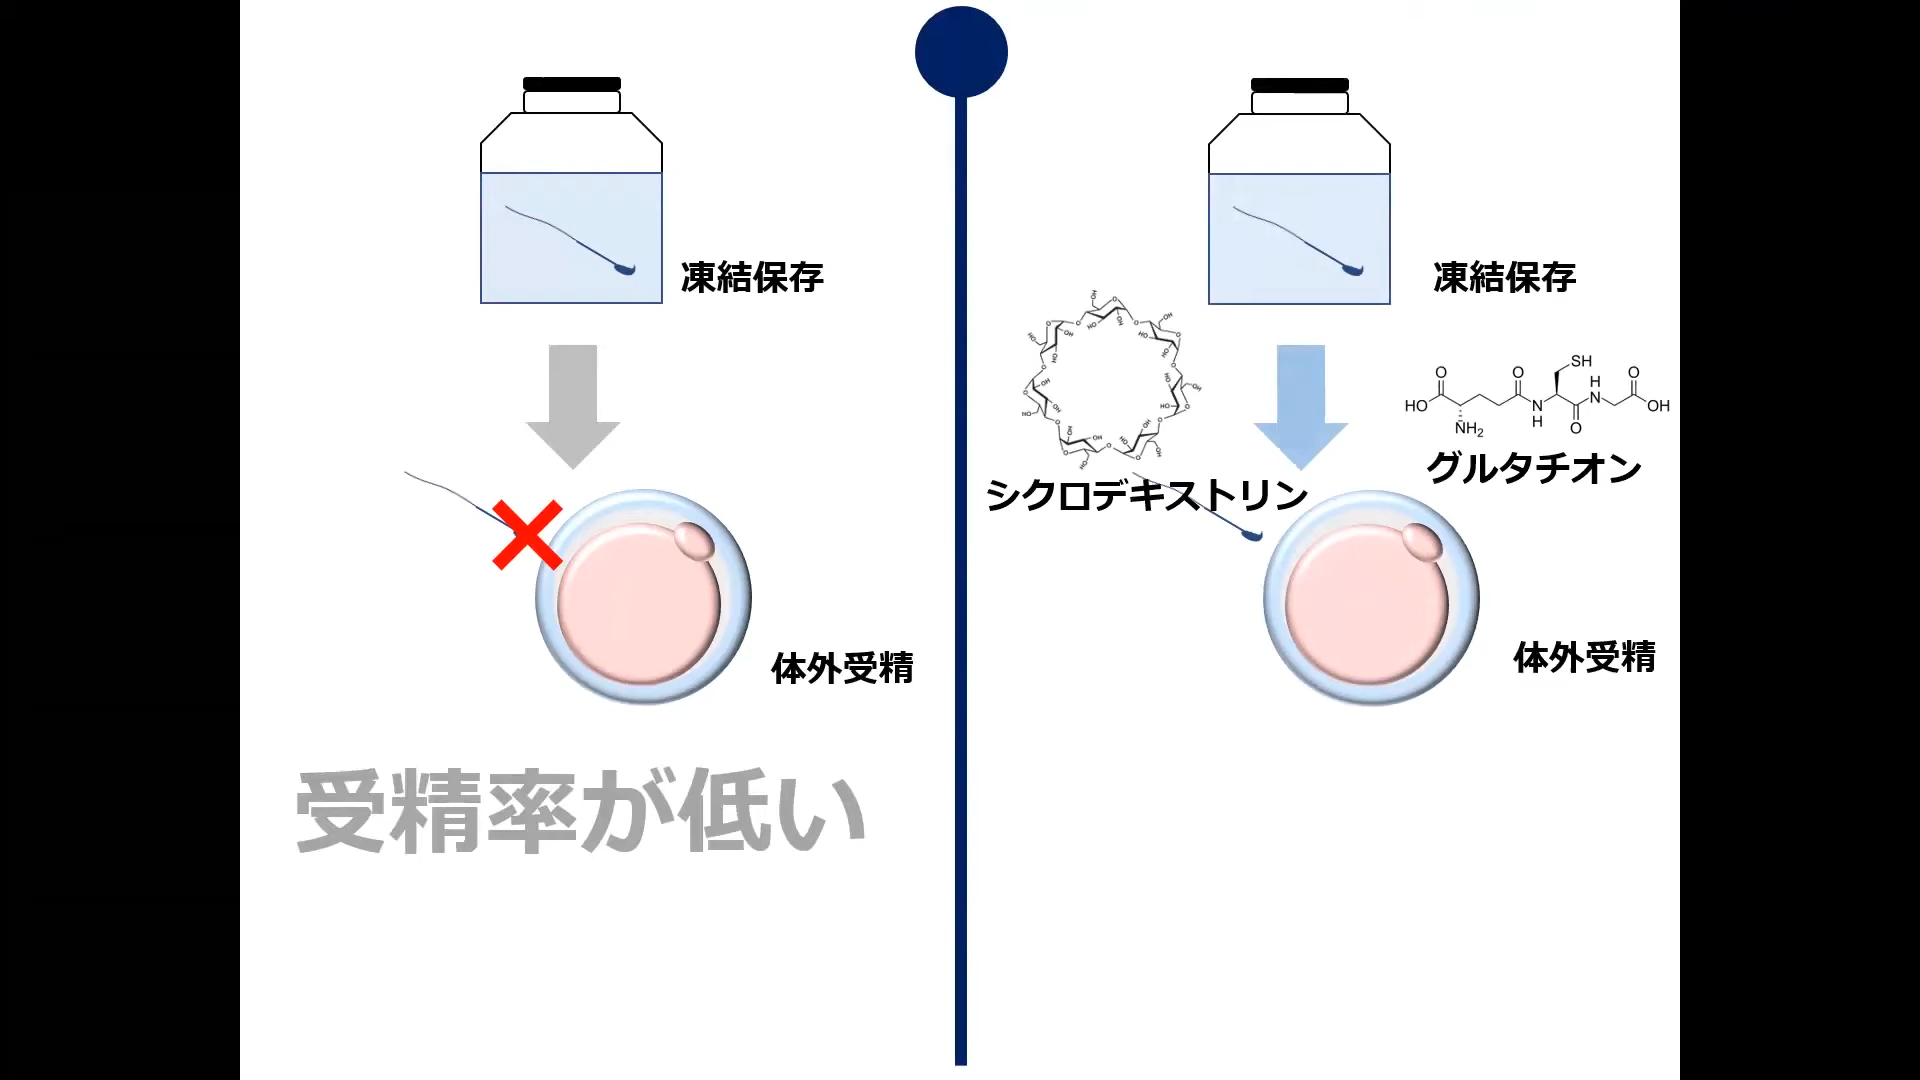 凍結保存
体外受精
受精率が低い
凍結保存
シクロデキストリン
SH
O
O
H
O
HO
N
N
OH
NH2
H
O
グルタチオン
体外受精